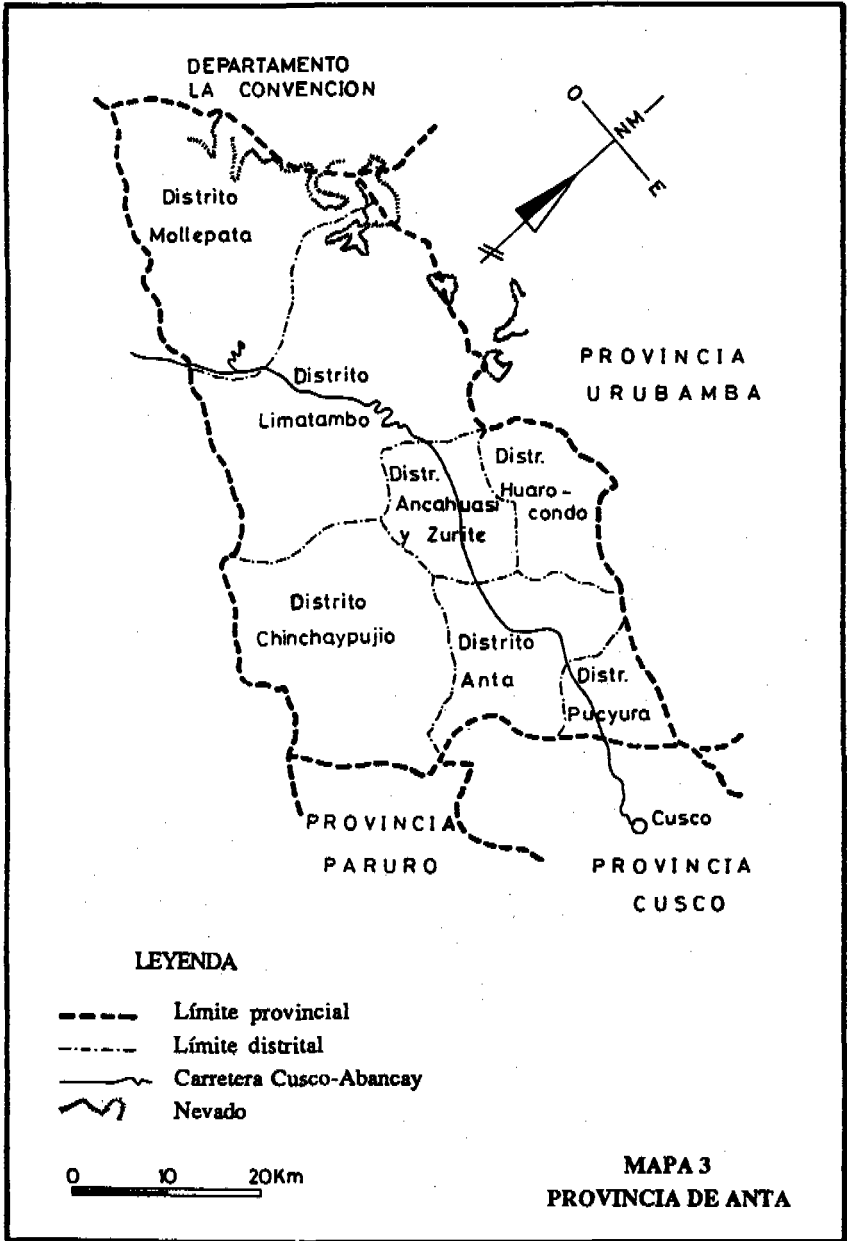 DEPARTAMENTO
LA CONVENCION
O
NM
E
Distrito
Mollepata
PROVINCIA
URUBAMBA
Distrito
Limatambo
Distr.
Ancahuasi
y Zurite
Distr.
Huaro-
condo
Distrito
Chinchaypujio
Distrito
Anta
Distr.
Pucyura
Cusco
PROVINCIA
PARURO
PROVINCIA
CUSCO
LEYENDA
Límite provincial
Límite distrital
Carretera Cusco-Abancay
Nevado
0 10 20Km
MAPA 3
PROVINCIA DE ANTA